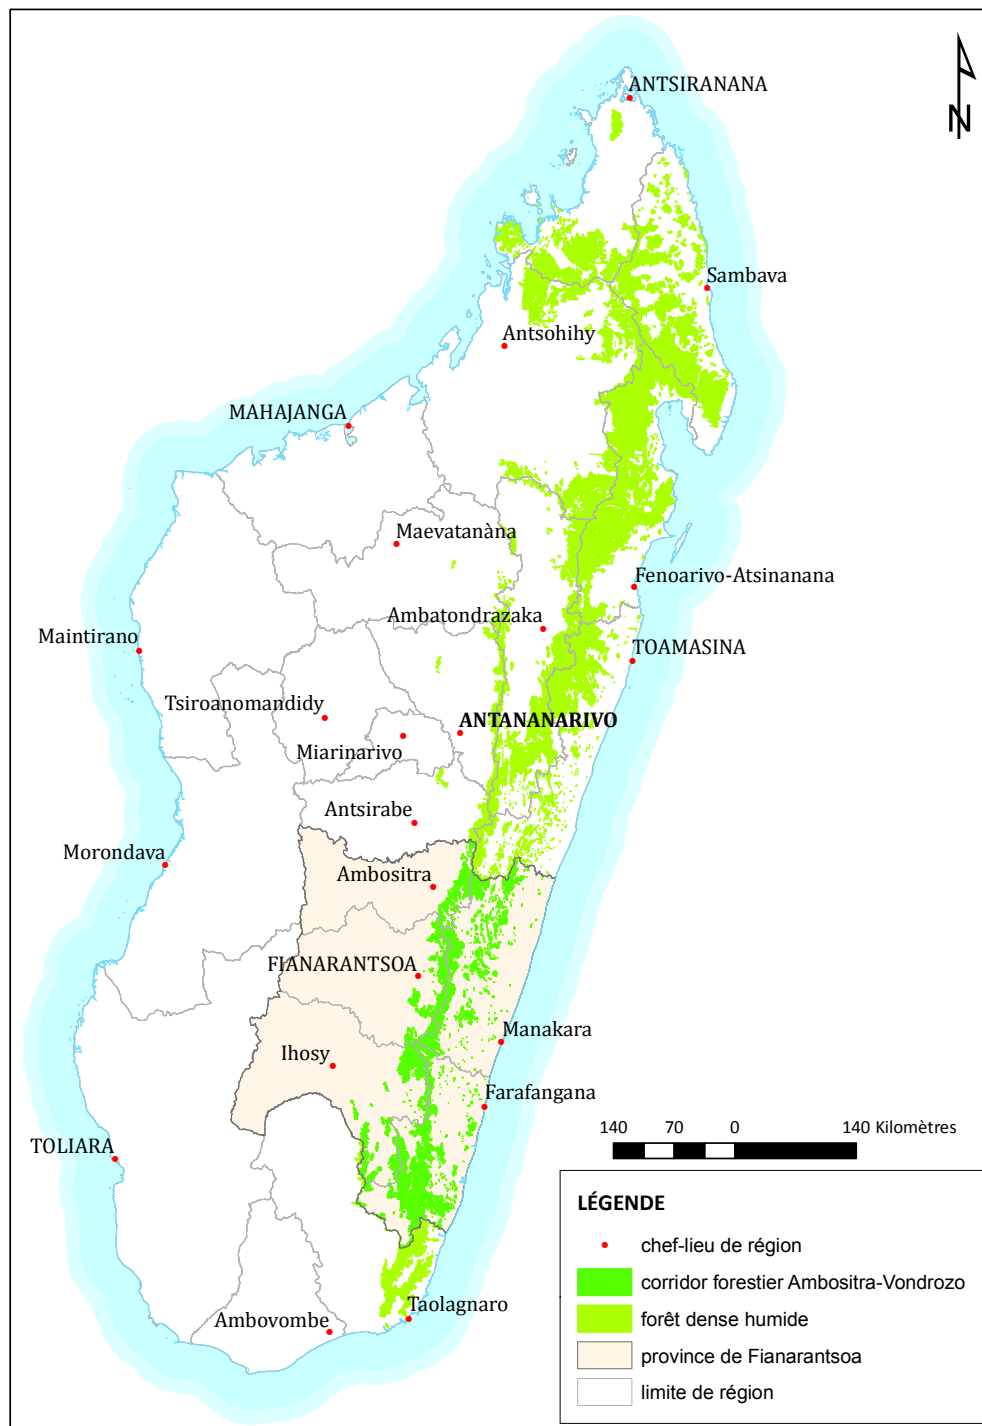 ANTSIRANANA
N
Sambava
Antsohihy
MAHAJANGA
Maevatanàna
Fenoarivo-Atsinanana
Ambatondrazaka
Maintirano
TOAMASINA
Tsiroanomandidy
ANTANANARIVO
Miarinarivo
Antsirabe
Morondava
Ambositra
FIANARANTSOA
Manakara
Ihosy
Farafangana
TOLIARA
140 70 0 140 Kilomètres
LÉGENDE
chef-lieu de région
corridor forestier Ambositra-Vondrozo
forêt dense humide
province de Fianarantsoa
limite de région
Taolagnaro
Ambovombe